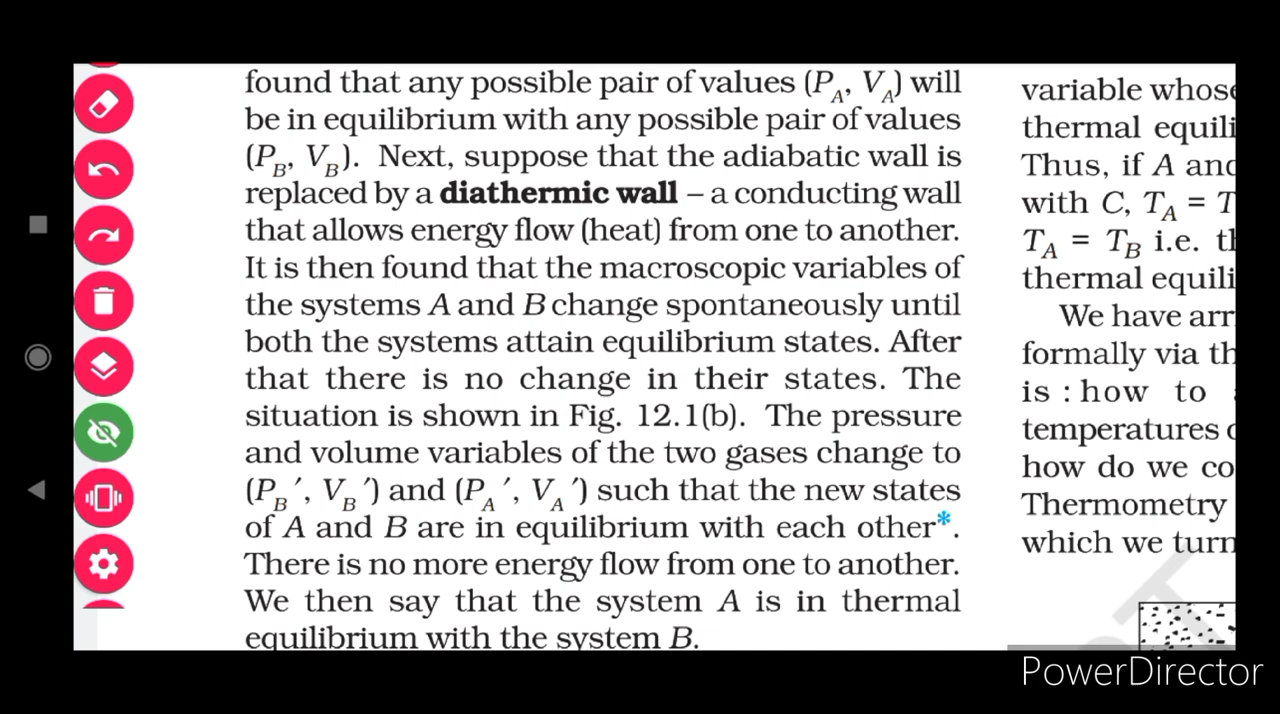 found that any possible pair of values (P_A, V_A) will
be in equilibrium with any possible pair of values
(P_B, V_B). Next, suppose that the adiabatic wall is
replaced by a diathermic wall – a conducting wall
that allows energy flow (heat) from one to another.
It is then found that the macroscopic variables of
the systems A and B change spontaneously until
both the systems attain equilibrium states. After
that there is no change in their states. The
situation is shown in Fig. 12.1(b). The pressure
and volume variables of the two gases change to
(P_B′, V_B′) and (P_A′, V_A′) such that the new states
of A and B are in equilibrium with each other*.
There is no more energy flow from one to another.
We then say that the system A is in thermal
equilibrium with the system B.
variable whose
thermal equili
Thus, if A and
with C, T_A = T
T_A = T_B i.e. th
thermal equili
We have arr
formally via th
is : how to
temperatures
how do we co
Thermometry
which we turn
PowerDirector